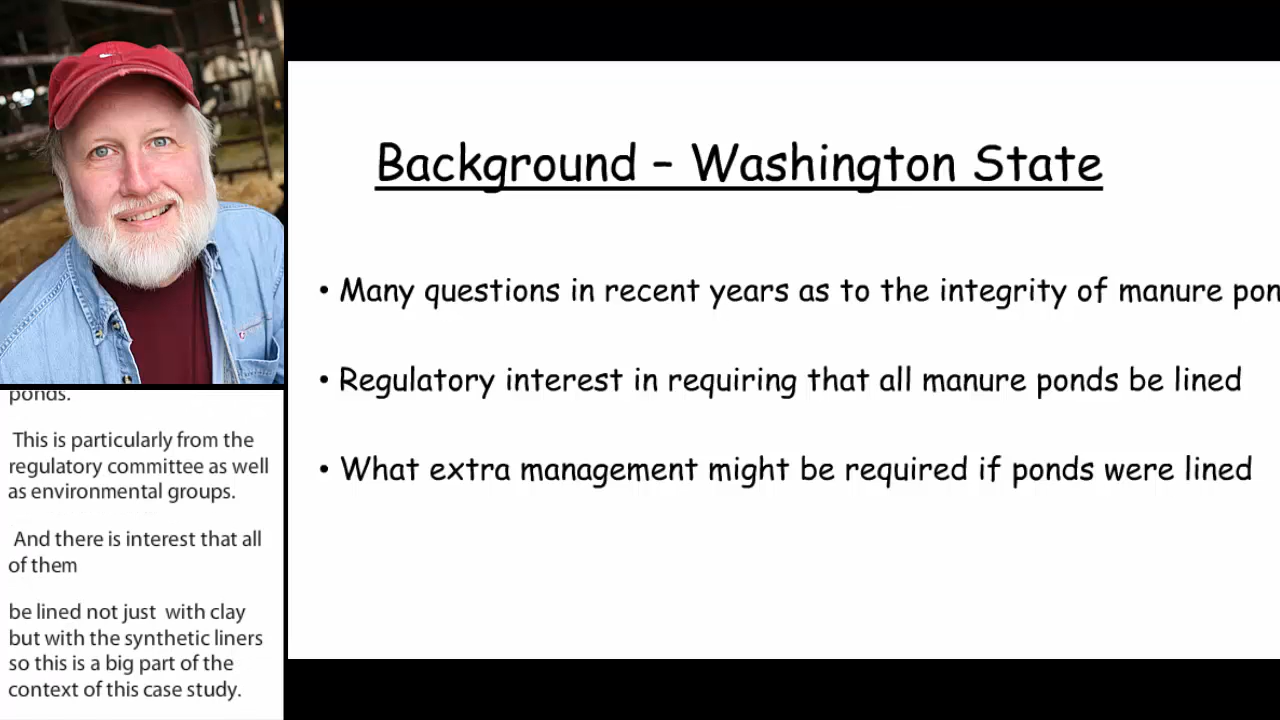 Background – Washington State
• Many questions in recent years as to the integrity of manure pon
• Regulatory interest in requiring that all manure ponds be lined
• What extra management might be required if ponds were lined
ponds.
This is particularly from the
regulatory committee as well
as environmental groups.
And there is interest that all
of them
be lined not just with clay
but with the synthetic liners
so this is a big part of the
context of this case study.